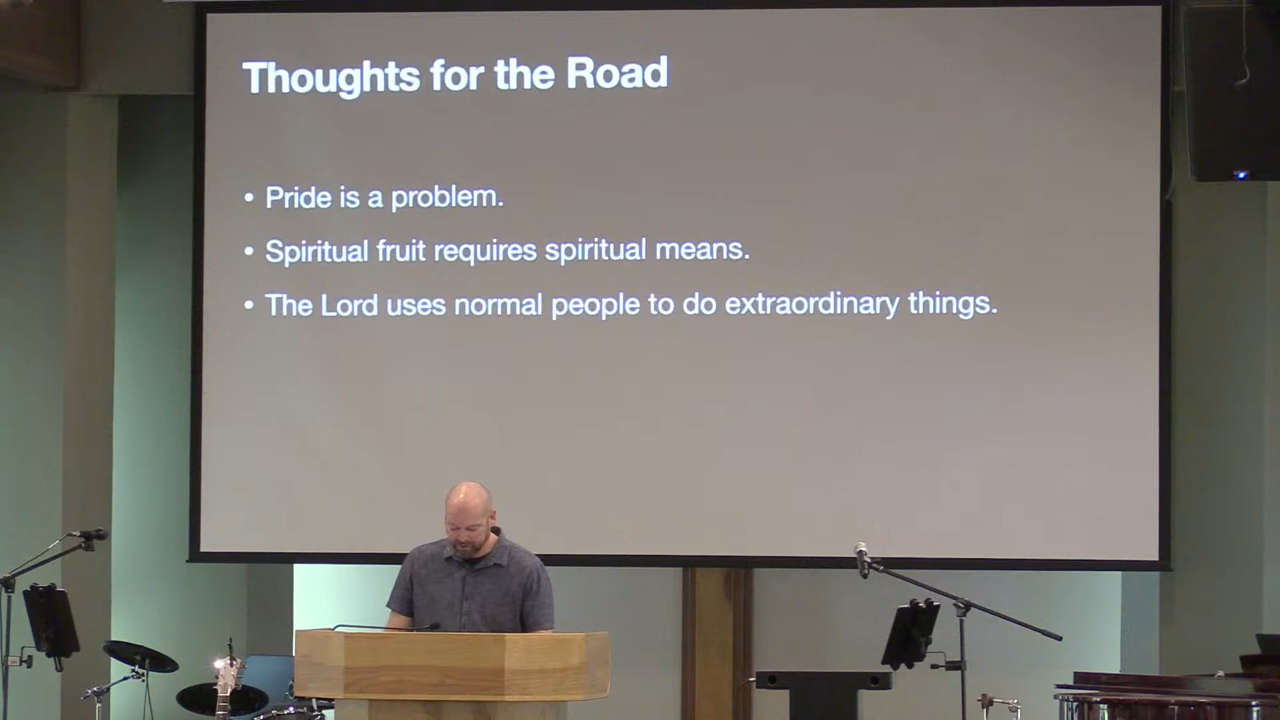 Thoughts for the Road
• Pride is a problem.
• Spiritual fruit requires spiritual means.
• The Lord uses normal people to do extraordinary things.